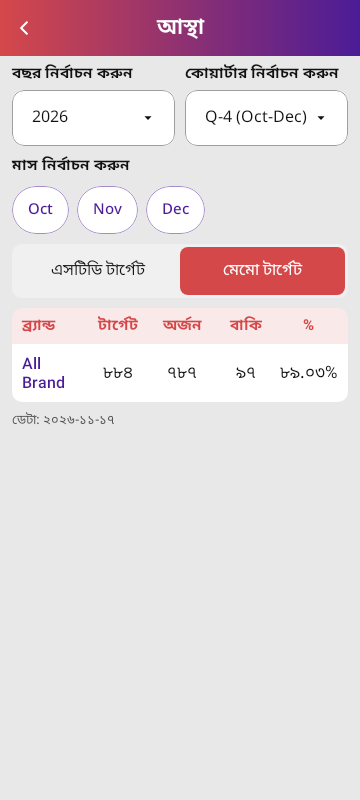 আস্থা
বছর নির্বাচন করুন
কোয়ার্টার নির্বাচন করুন
2026
Q-4 (Oct-Dec)
মাস নির্বাচন করুন
Oct
Nov
Dec
এসটিডি টার্গেট
মেমো টার্গেট
ব্র্যান্ড টার্গেট অর্জন বাকি %
All Brand ৮৮৪ ৭৮৭ ৯৭ ৮৯.০৩%
ডেটা: ২০২৬-১১-১৭